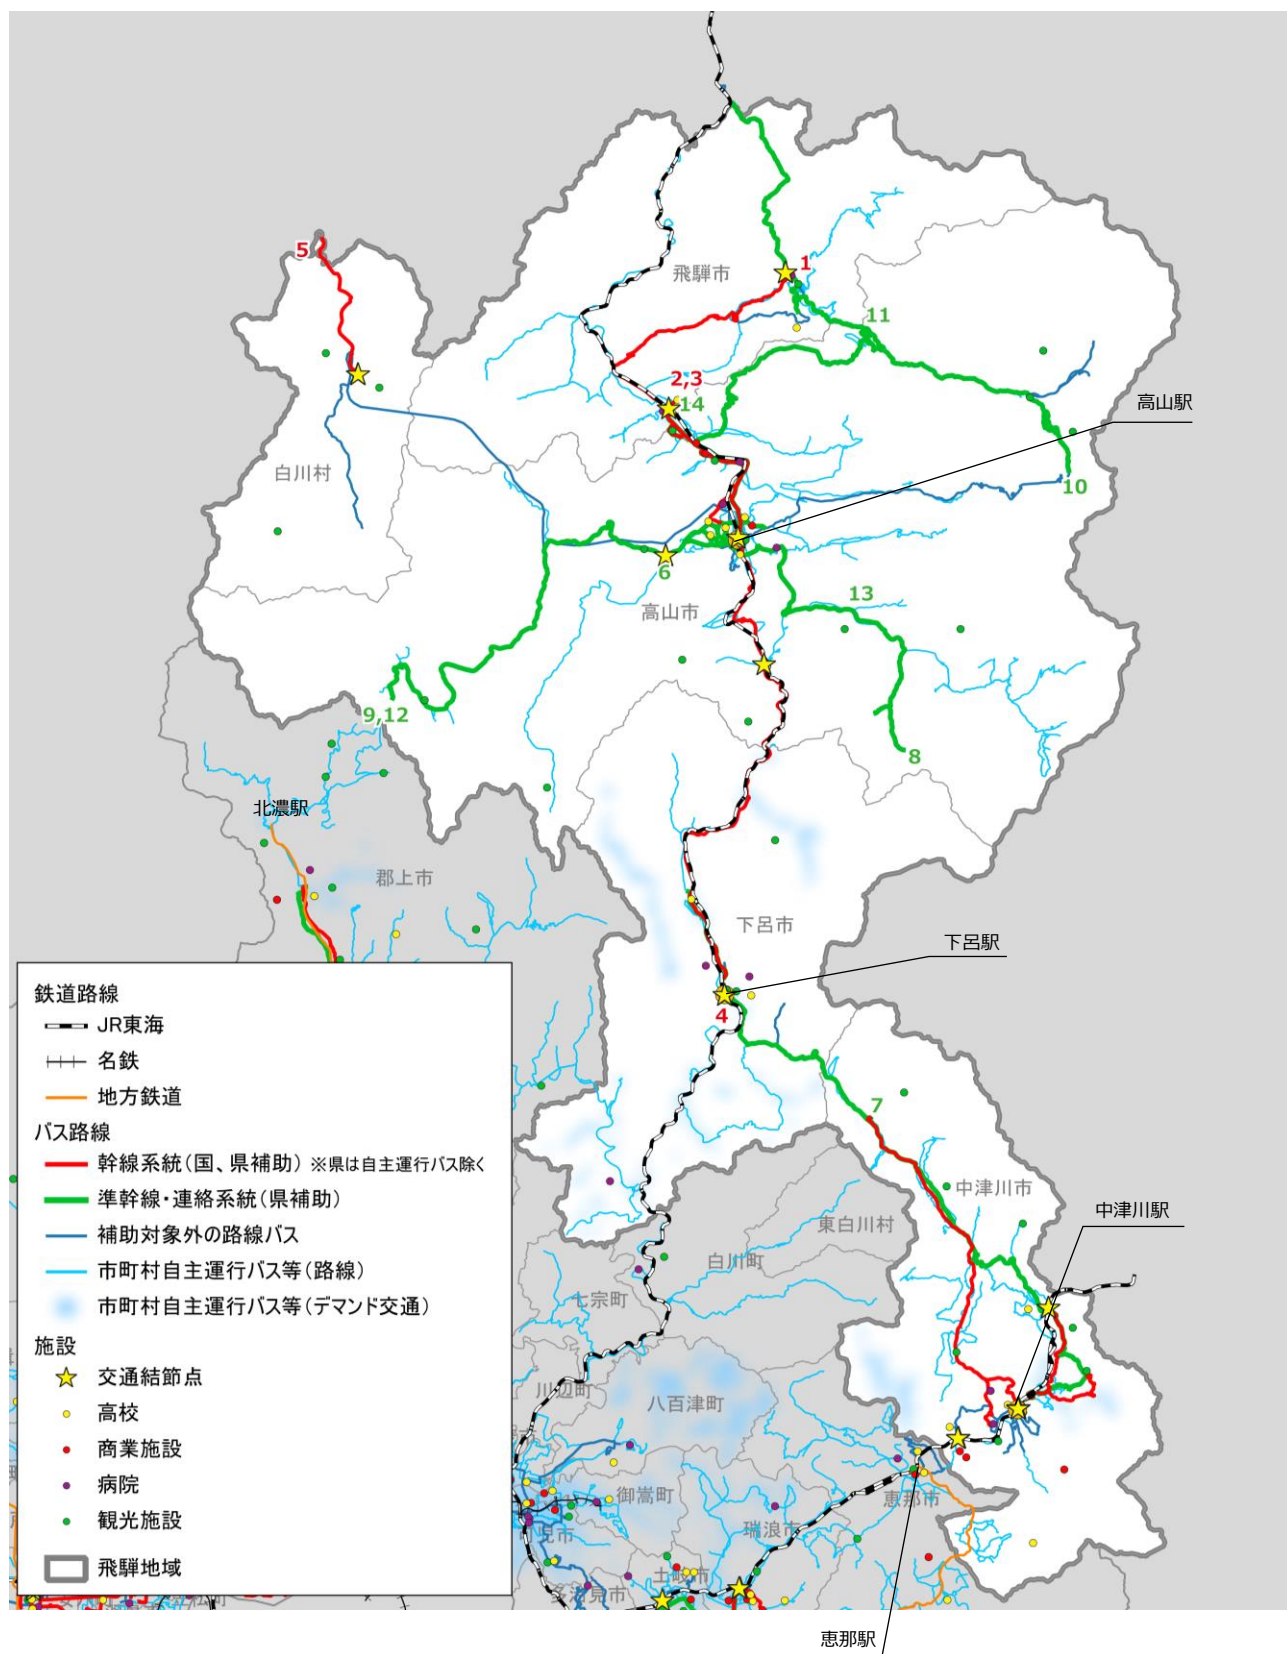 5
1
飛騨市
11
2,3
14
高山駅
白川村
10
6
13
高山市
9,12
8
北濃駅
郡上市
下呂市
下呂駅
4
7
中津川市
中津川駅
東白川村
白川町
七宗町
川辺町
八百津町
御嵩町
恵那市
瑞浪市
土岐市
多治見市
恵那駅
鉄道路線
JR東海
名鉄
地方鉄道
バス路線
幹線系統(国、県補助) ※県は自主運行バス除く
準幹線・連絡系統(県補助)
補助対象外の路線バス
市町村自主運行バス等(路線)
市町村自主運行バス等(デマンド交通)
施設
交通結節点
高校
商業施設
病院
観光施設
飛騨地域